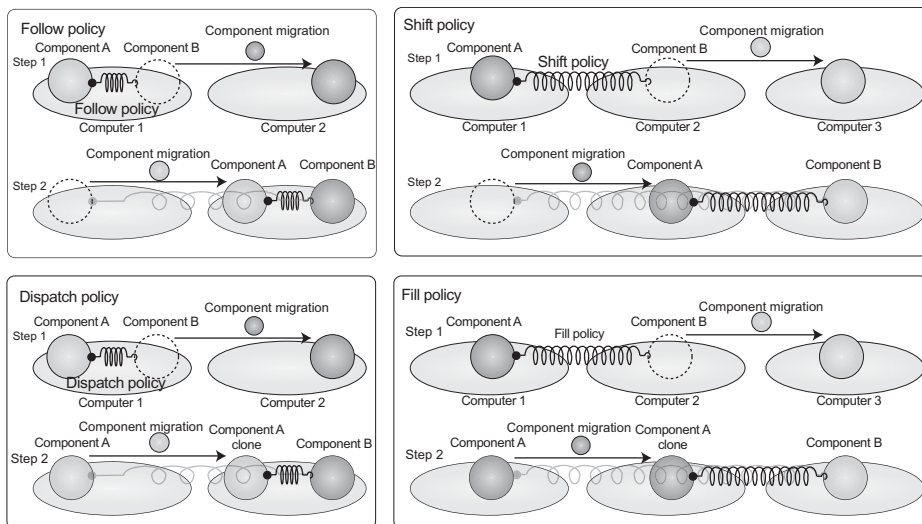 Follow policy
Component A
Component B
Component migration
Step 1
Follow policy
Computer 1
Computer 2
Component migration
Component A
Component B
Step 2
Shift policy
Component A
Component B
Component migration
Step 1
Shift policy
Computer 1
Computer 2
Computer 3
Component migration
Component A
Component B
Step 2
Dispatch policy
Component A
Component B
Component migration
Step 1
Dispatch policy
Computer 1
Computer 2
Component A
Component migration
Component A
clone
Component B
Step 2
Fill policy
Component A
Component B
Component migration
Step 1
Fill policy
Computer 1
Computer 2
Computer 3
Component A
Component migration
Component A
clone
Component B
Step 2